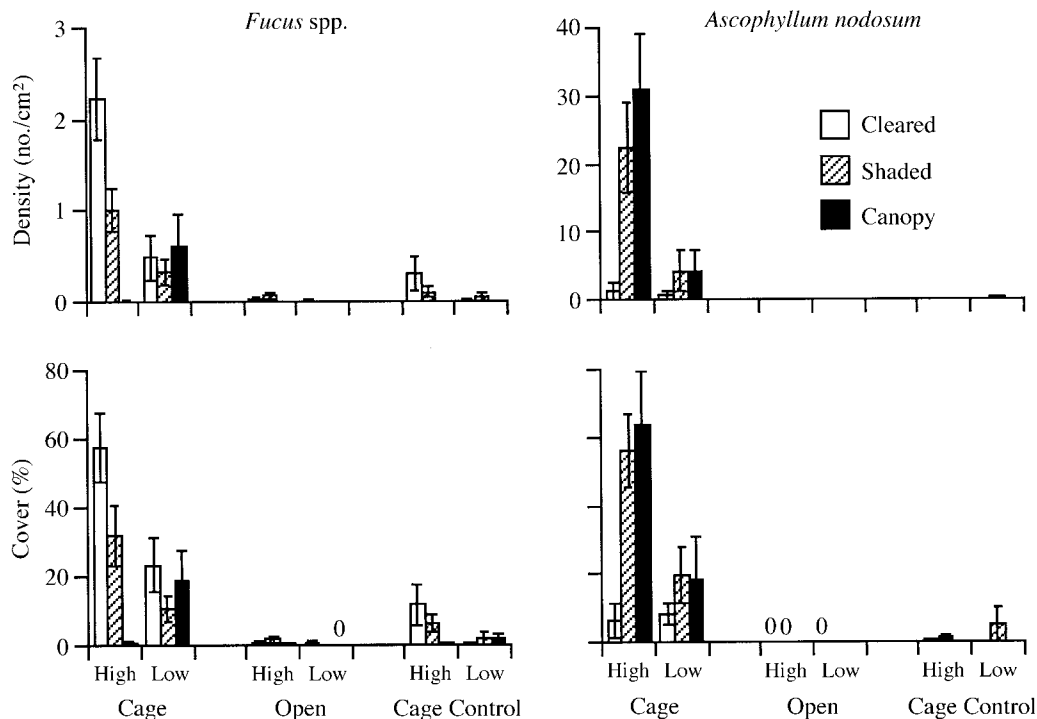 Fucus spp.
Ascophyllum nodosum
Density (no./cm²)
3
2
1
0
40
30
20
10
0
Cleared
Shaded
Canopy
Cover (%)
80
60
40
20
0
0
0 0
0
High Low
High Low
High Low
Cage
Open
Cage Control
High Low
High Low
High Low
Cage
Open
Cage Control